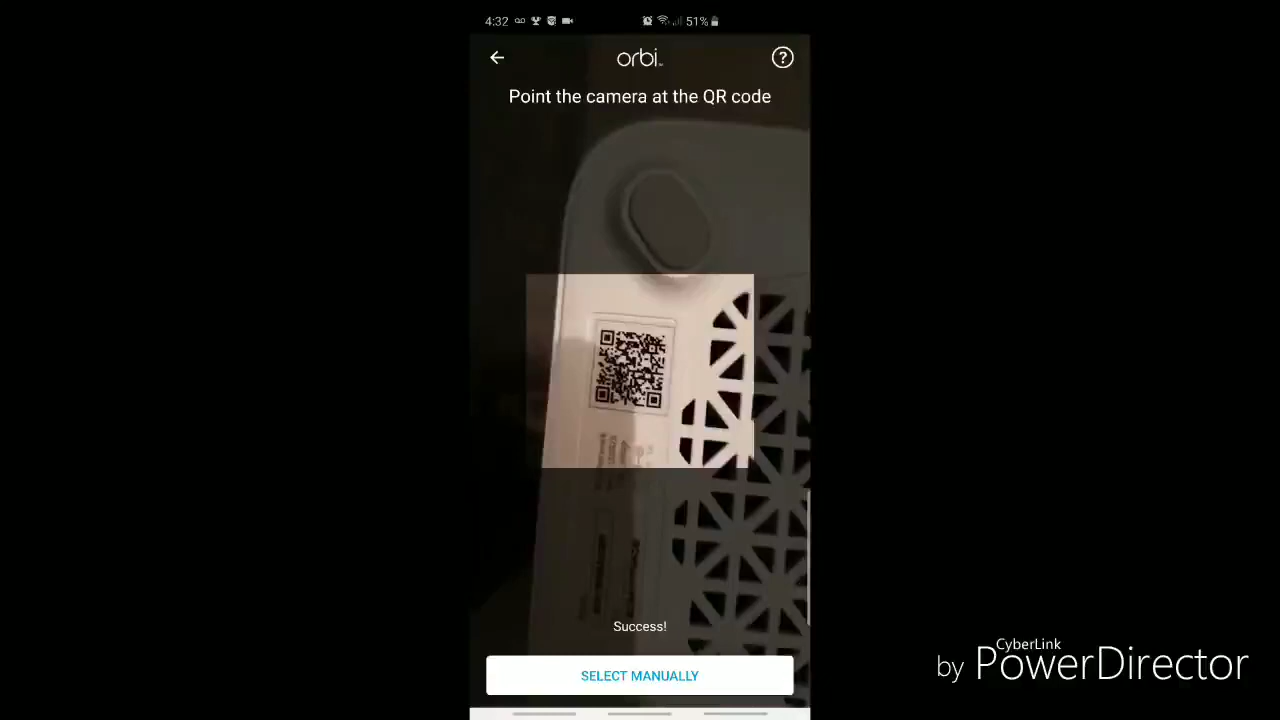 4:32 51%
orbi
Point the camera at the QR code
Success!
SELECT MANUALLY
CyberLink
by PowerDirector